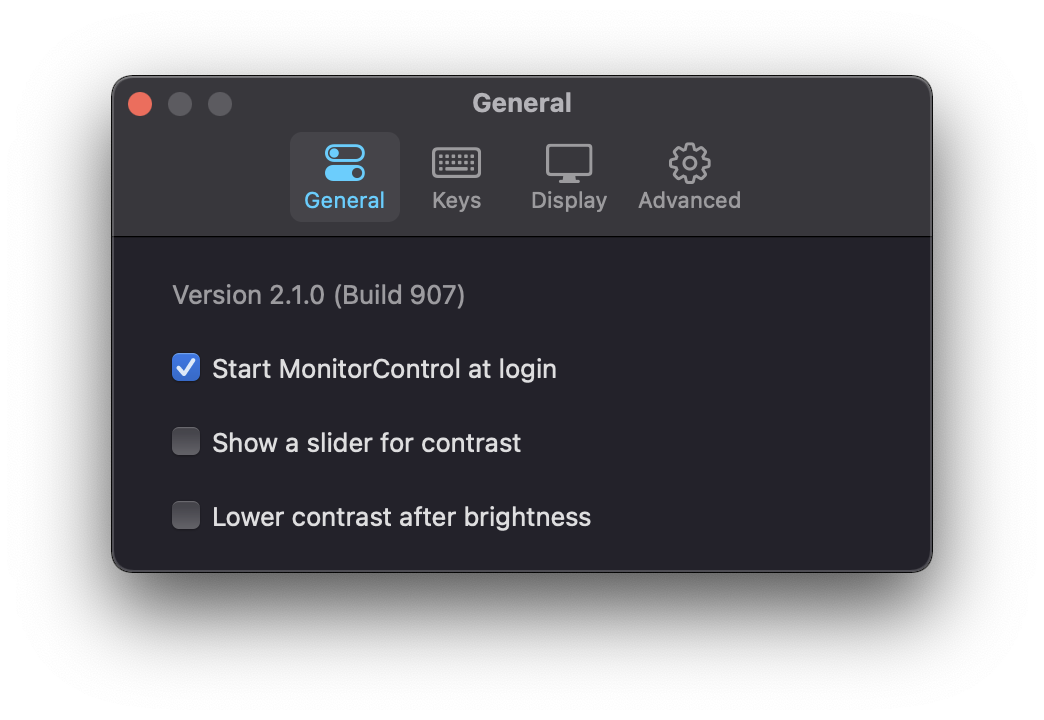 General
General Keys Display Advanced
Version 2.1.0 (Build 907)
Start MonitorControl at login
Show a slider for contrast
Lower contrast after brightness